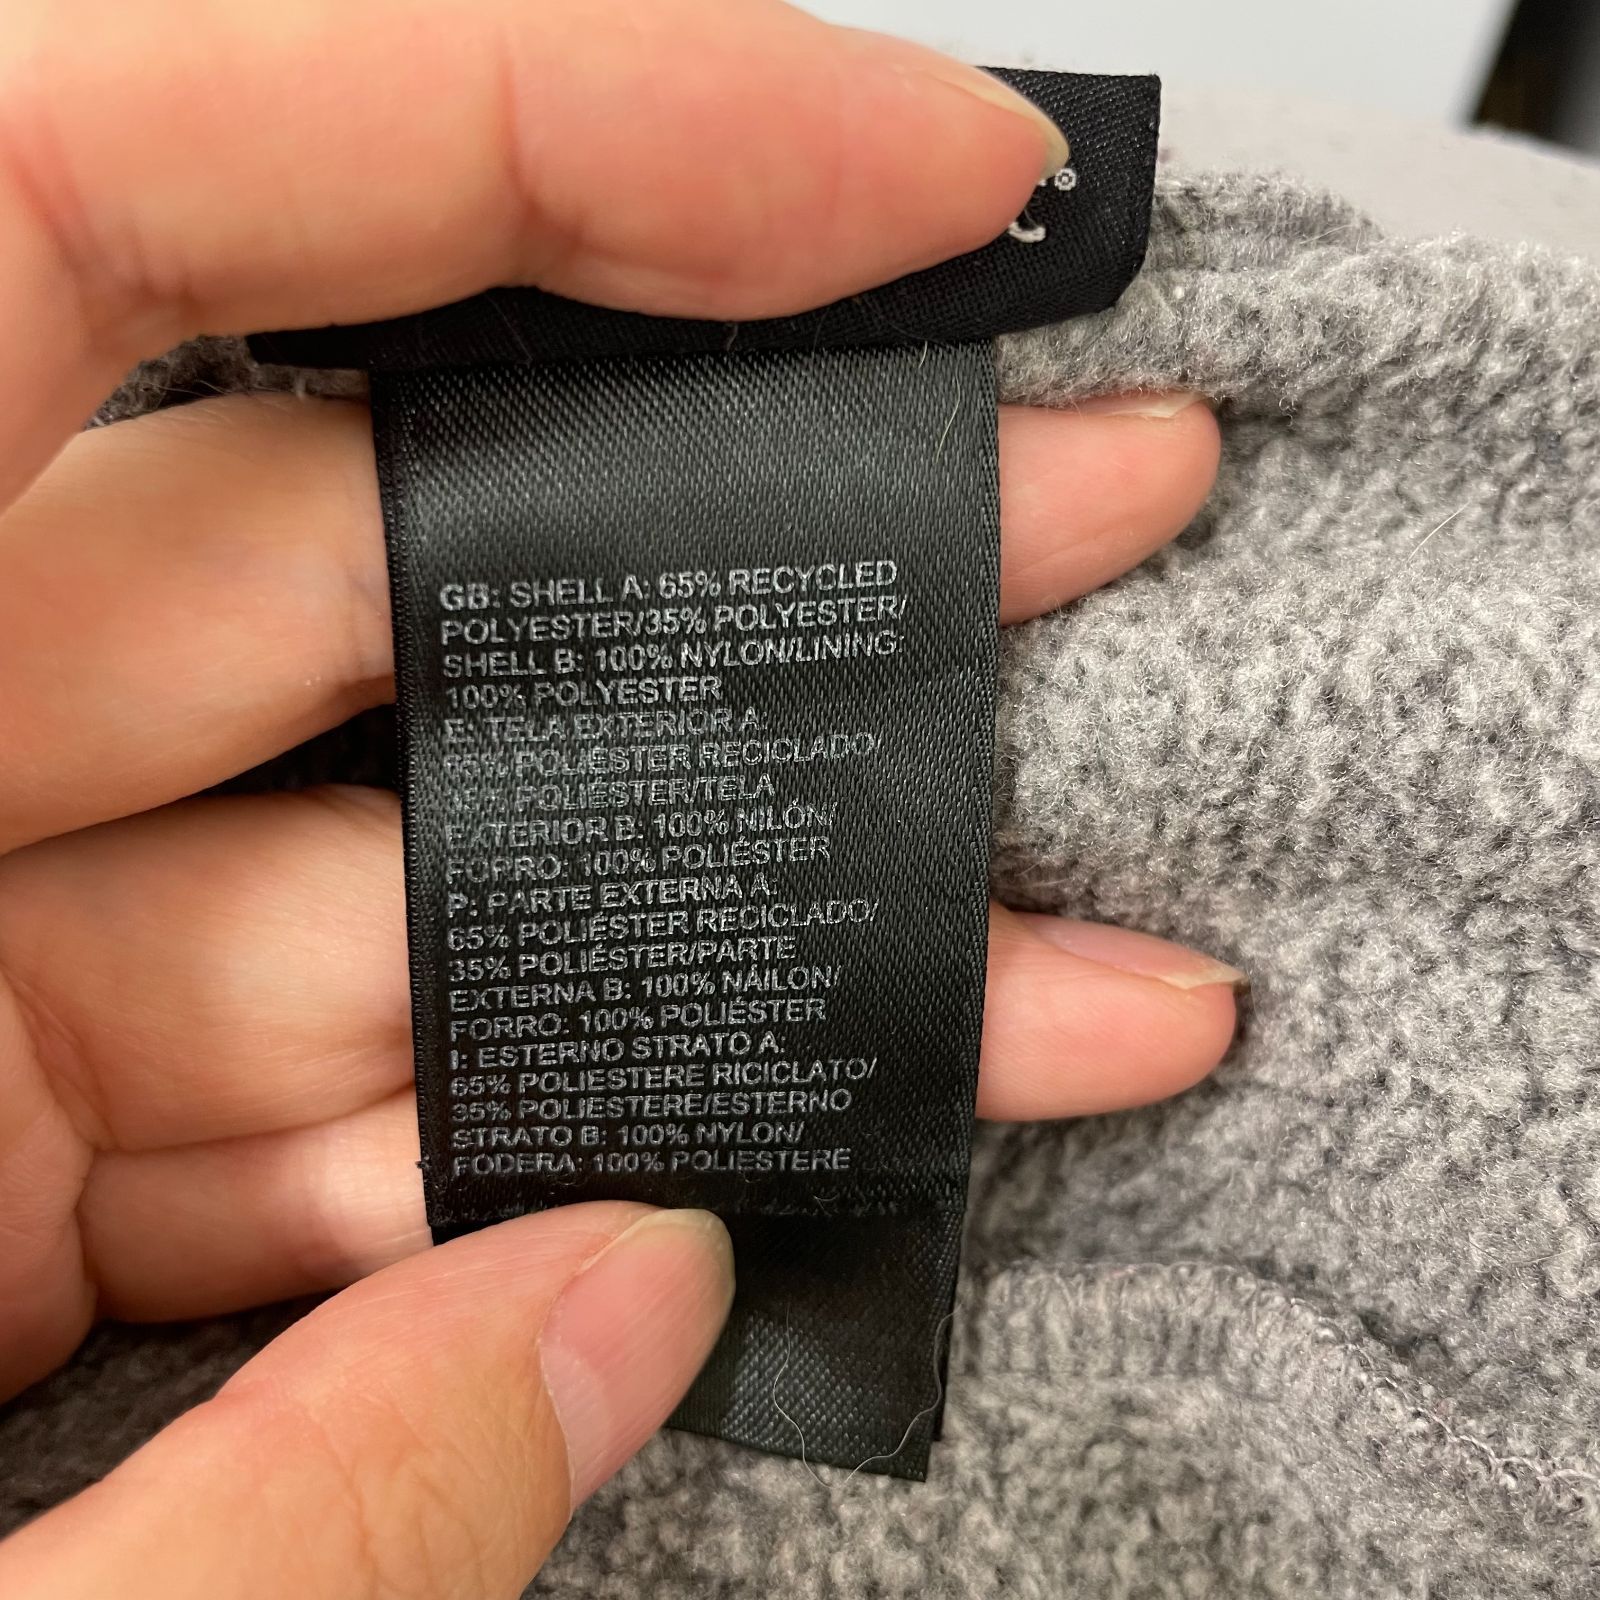 GB: SHELL A: 65% RECYCLED
POLYESTER/35% POLYESTER/
SHELL B: 100% NYLON/LINING:
100% POLYESTER
E: TELA EXTERIOR A:
65% POLIÉSTER RECICLADO/
35% POLIÉSTER/TELA
EXTERIOR B: 100% NILÓN/
FORRO: 100% POLIÉSTER
P: PARTE EXTERNA A:
65% POLIÉSTER RECICLADO/
35% POLIÉSTER/PARTE
EXTERNA B: 100% NÁILON/
FORRO: 100% POLIÉSTER
I: ESTERNO STRATO A:
65% POLIESTERE RICICLATO/
35% POLIESTERE/ESTERNO
STRATO B: 100% NYLON/
FODERA: 100% POLIESTERE